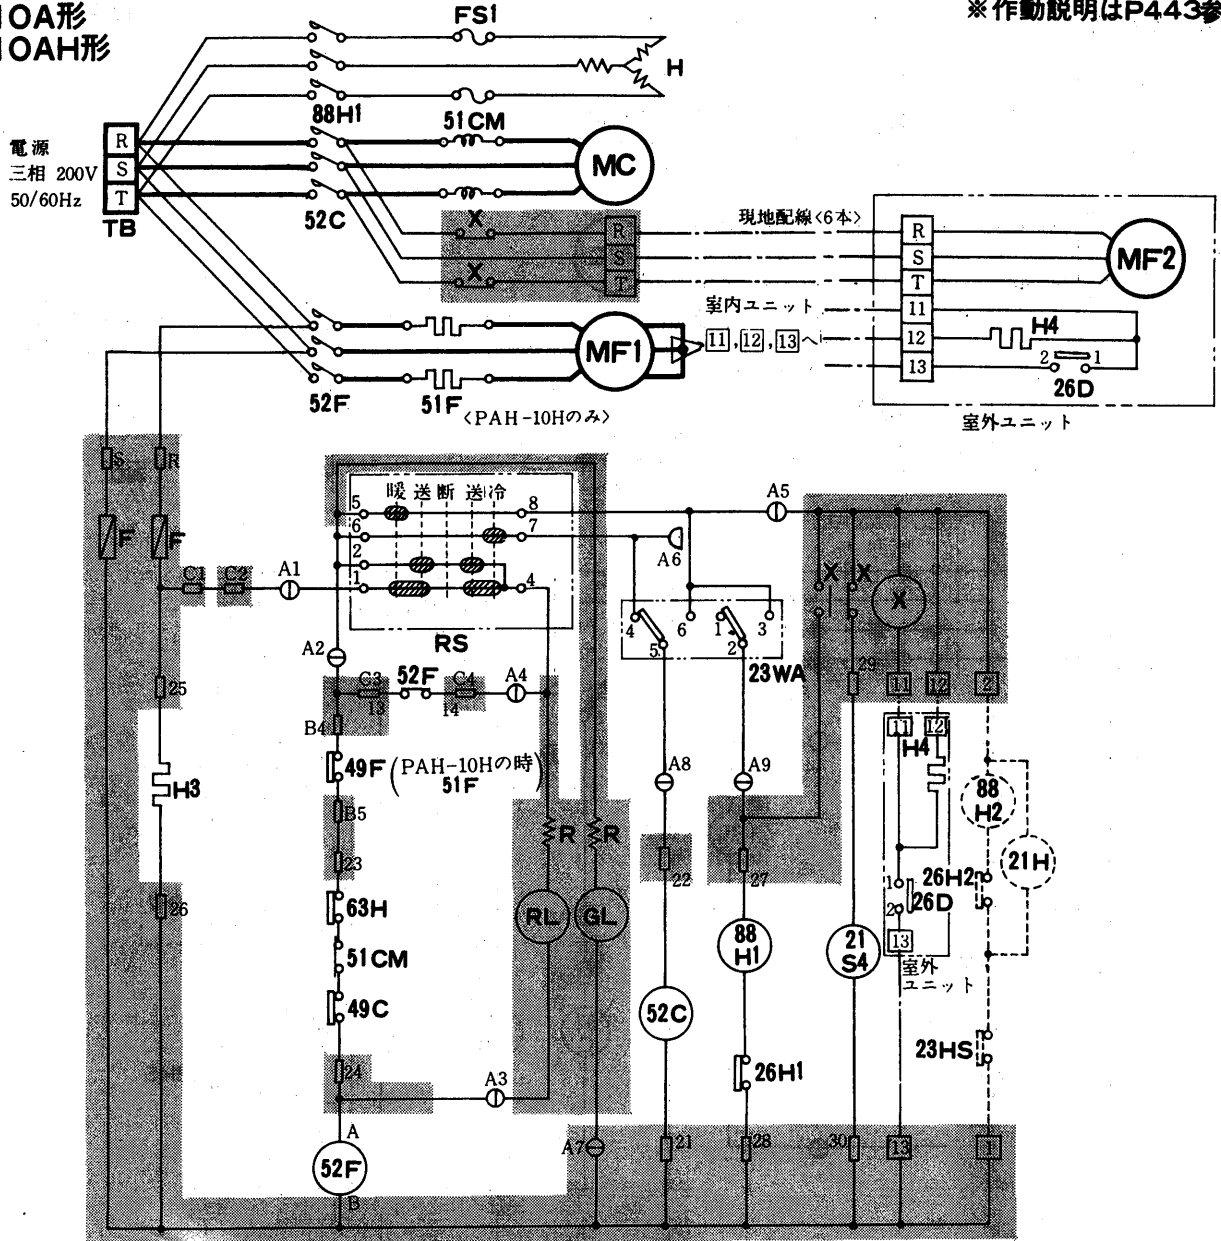 10A形
10AH形
※作動説明はP443参
FS1
H
88H1
51CM
電源
三相 200V
50/60Hz
R
S
T
TB
MC
52C
X
X
R
S
T
現地配線〈6本〉
R
S
T
11
12
13
MF2
H4
2
1
26D
室外ユニット
室内ユニット
11,12,13へ
MF1
52F
51F
〈PAH-10Hのみ〉
S
R
F
F
C1
C2
A1
暖 送 断 送 冷
5
6
2
1
8
7
4
RS
A5
A6
4
5
6
1
2
3
23WA
X
X
X
A2
C3
13
52F
C4
14
A4
25
B4
49F(PAH-10Hの時 51F)
H3
B5
23
26
63H
51CM
49C
24
A3
R
R
RL
GL
A8
A9
22
27
29
11
12
2
11
12
H4
88
H2
21H
26H2
1
2
26D
13
室外
ユニット
88
H1
21
S4
52C
26H1
23HS
A
52F
B
A7
21
28
30
13
1